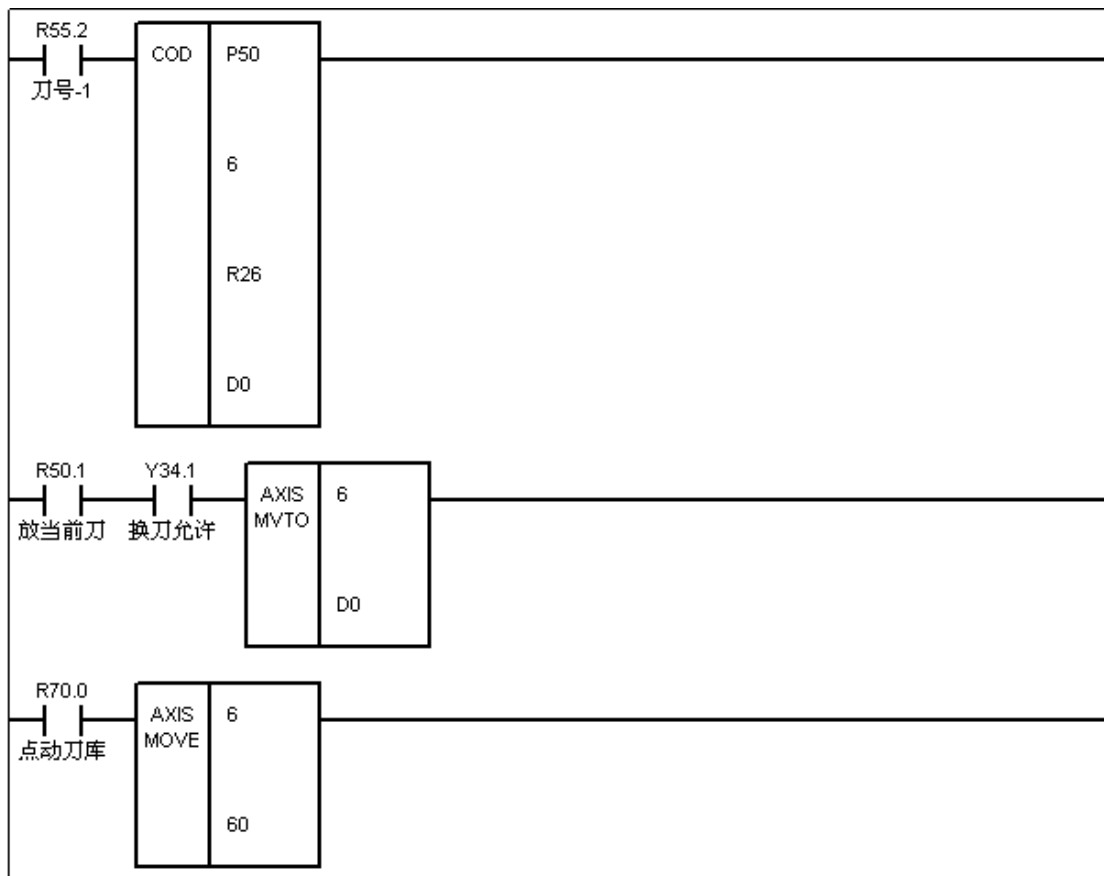 R55.2
刀号-1
COD
P50
6
R26
D0
R50.1
放当前刀
Y34.1
换刀允许
AXIS
MVTO
6
D0
R70.0
点动刀库
AXIS
MOVE
6
60